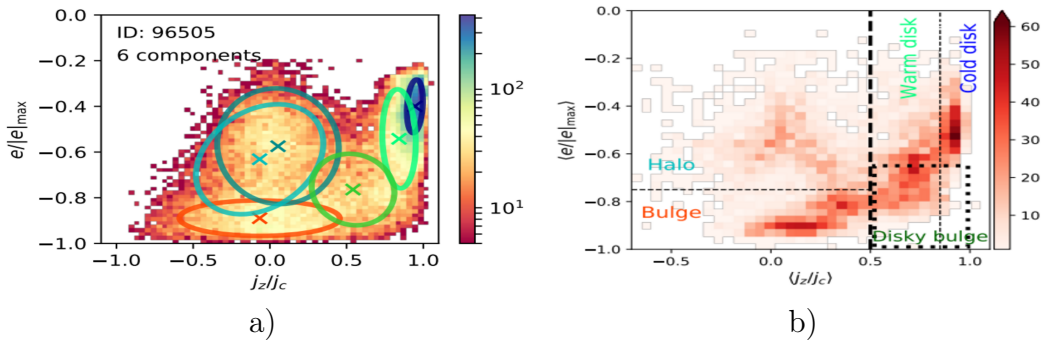 0.0
−0.2
−0.4
−0.6
−0.8
−1.0
e/|e|max
ID: 96505
6 components
−1.0
−0.5
0.0
0.5
1.0
jz/jc
10²
10¹
a)
0.0
−0.2
−0.4
−0.6
−0.8
−1.0
⟨e/|e|max⟩
Halo
Bulge
Warm disk
Cold disk
Disky bulge
−0.5
0.0
0.5
1.0
⟨jz/jc⟩
60
50
40
30
20
10
b)